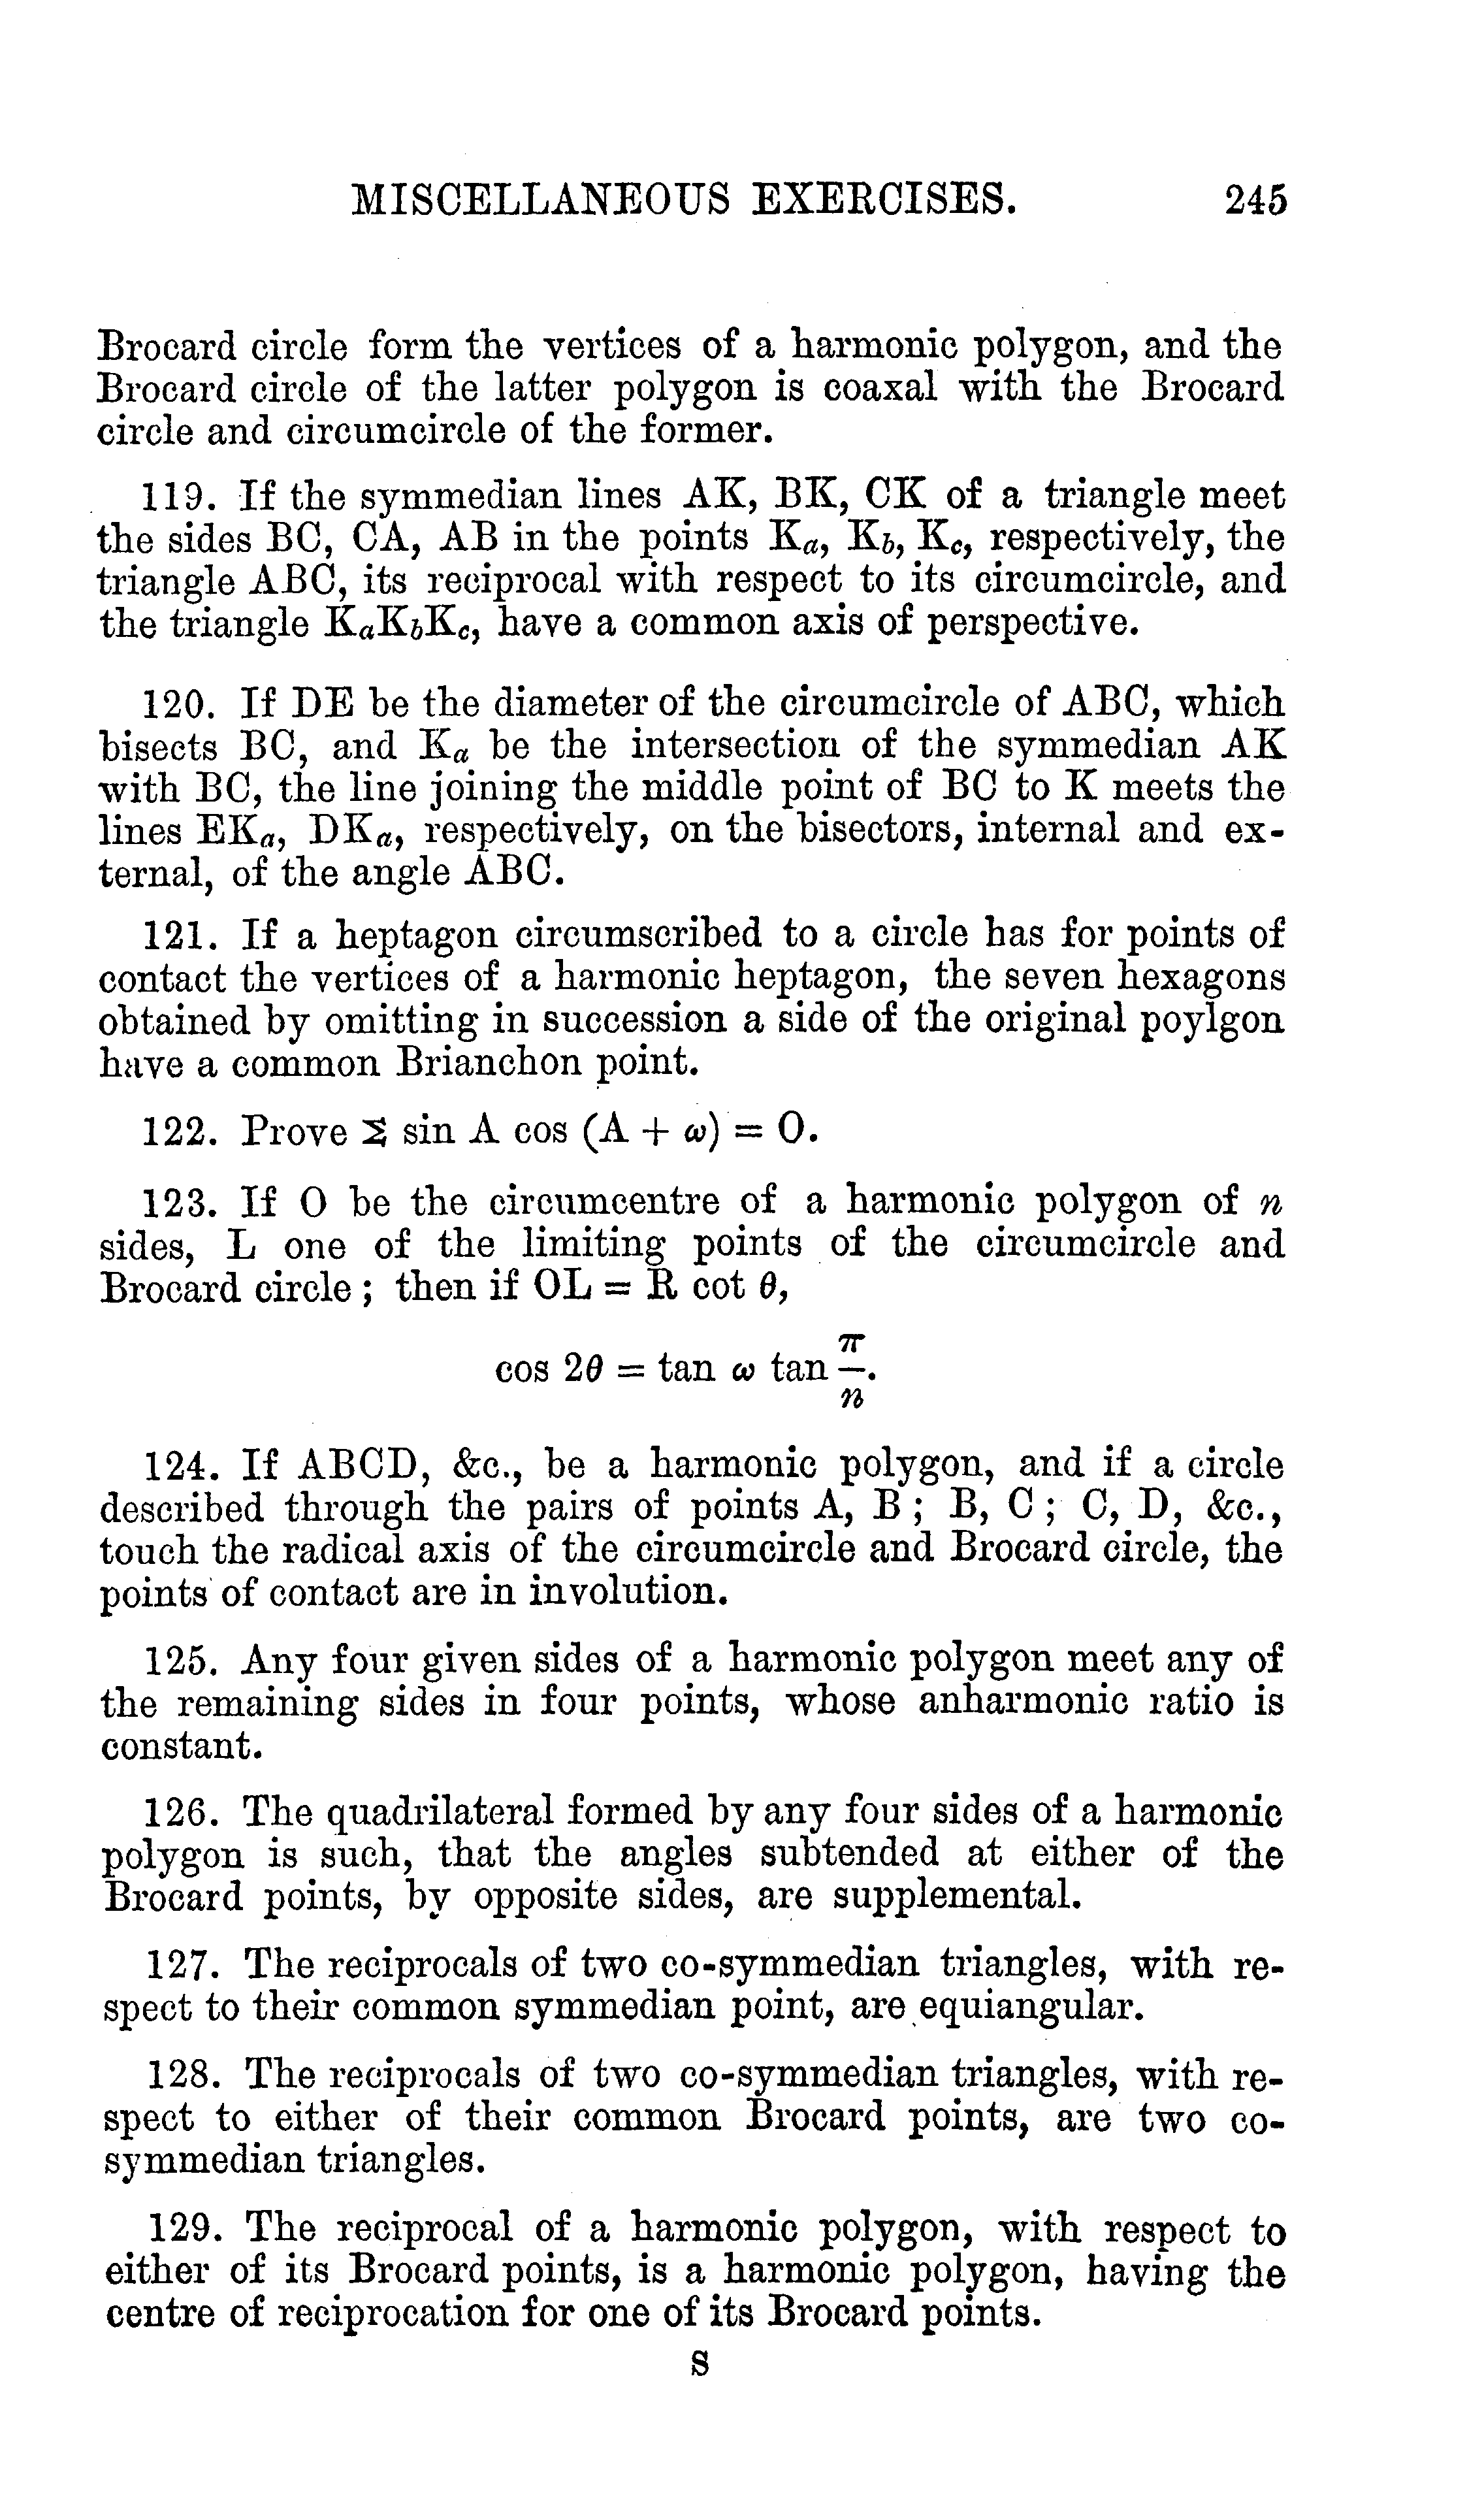 MISCELLANEOUS EXERCISES. 245
Brocard circle form the vertices of a harmonic polygon, and the
Brocard circle of the latter polygon is coaxal with the Brocard
circle and circumcircle of the former.
119. If the symmedian lines AK, BK, CK of a triangle meet
the sides BC, CA, AB in the points Kₐ, K_b, K_c, respectively, the
triangle ABC, its reciprocal with respect to its circumcircle, and
the triangle KₐK_bK_c, have a common axis of perspective.
120. If DE be the diameter of the circumcircle of ABC, which
bisects BC, and Kₐ be the intersection of the symmedian AK
with BC, the line joining the middle point of BC to K meets the
lines EKₐ, DKₐ, respectively, on the bisectors, internal and ex-
ternal, of the angle ABC.
121. If a heptagon circumscribed to a circle has for points of
contact the vertices of a harmonic heptagon, the seven hexagons
obtained by omitting in succession a side of the original poylgon
have a common Brianchon point.
122. Prove Σ sin A cos (A + ω) = 0.
123. If O be the circumcentre of a harmonic polygon of n
sides, L one of the limiting points of the circumcircle and
Brocard circle; then if OL = R cot θ,
cos 2θ = tan ω tan π/n.
124. If ABCD, &c., be a harmonic polygon, and if a circle
described through the pairs of points A, B; B, C; C, D, &c.,
touch the radical axis of the circumcircle and Brocard circle, the
points of contact are in involution.
125. Any four given sides of a harmonic polygon meet any of
the remaining sides in four points, whose anharmonic ratio is
constant.
126. The quadrilateral formed by any four sides of a harmonic
polygon is such, that the angles subtended at either of the
Brocard points, by opposite sides, are supplemental.
127. The reciprocals of two co-symmedian triangles, with re-
spect to their common symmedian point, are equiangular.
128. The reciprocals of two co-symmedian triangles, with re-
spect to either of their common Brocard points, are two co-
symmedian triangles.
129. The reciprocal of a harmonic polygon, with respect to
either of its Brocard points, is a harmonic polygon, having the
centre of reciprocation for one of its Brocard points.
S